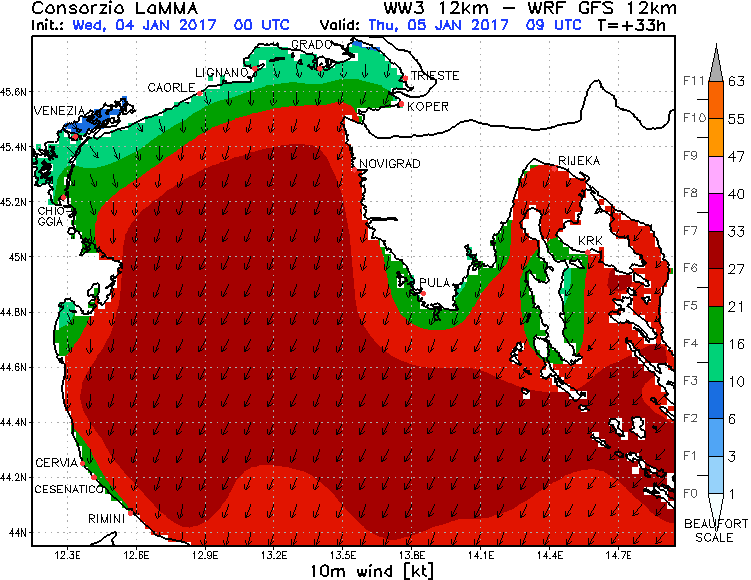 Consorzio LaMMA WW3 12km – WRF GFS 12km
Init.: Wed, 04 JAN 2017 00 UTC Valid: Thu, 05 JAN 2017 09 UTC T=+33h
GRADO
LIGNANO
TRIESTE
CAORLE
KOPER
VENEZIA
NOVIGRAD
RIJEKA
CHIO-
GGIA
KRK
PULA
CERVIA
CESENATICO
RIMINI
45.6N
45.4N
45.2N
45N
44.8N
44.6N
44.4N
44.2N
44N
12.3E 12.6E 12.9E 13.2E 13.5E 13.8E 14.1E 14.4E 14.7E
10m wind [kt]
F11 63
F10 55
F9 47
F8 40
F7 33
F6 27
F5 21
F4 16
F3 10
F2 6
F1 3
F0 1
BEAUFORT
SCALE